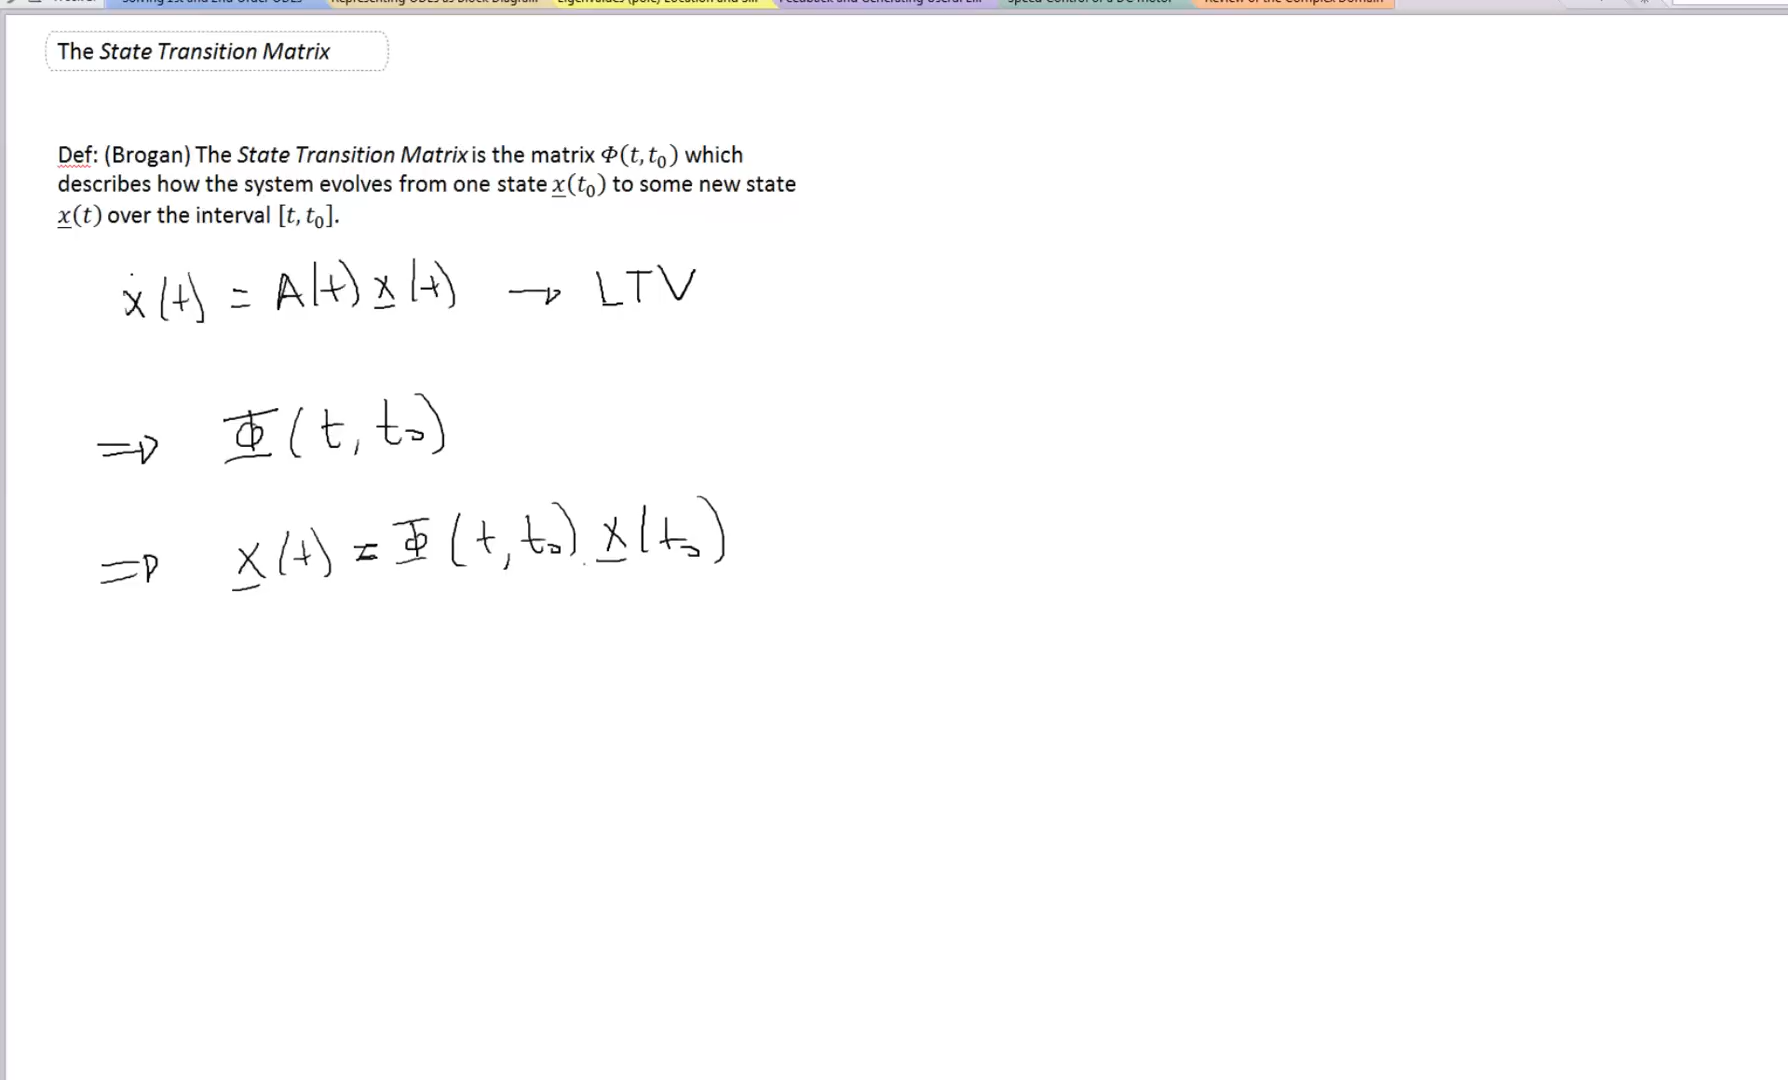 The State Transition Matrix
Def: (Brogan) The State Transition Matrix is the matrix Φ(t, t₀) which
describes how the system evolves from one state x̲(t₀) to some new state
x̲(t) over the interval [t, t₀].
ẋ(t) = A(t) x̲(t) → LTV
⇒ Φ(t, t₀)
⇒ x̲(t) = Φ(t, t₀) x̲(t₀)